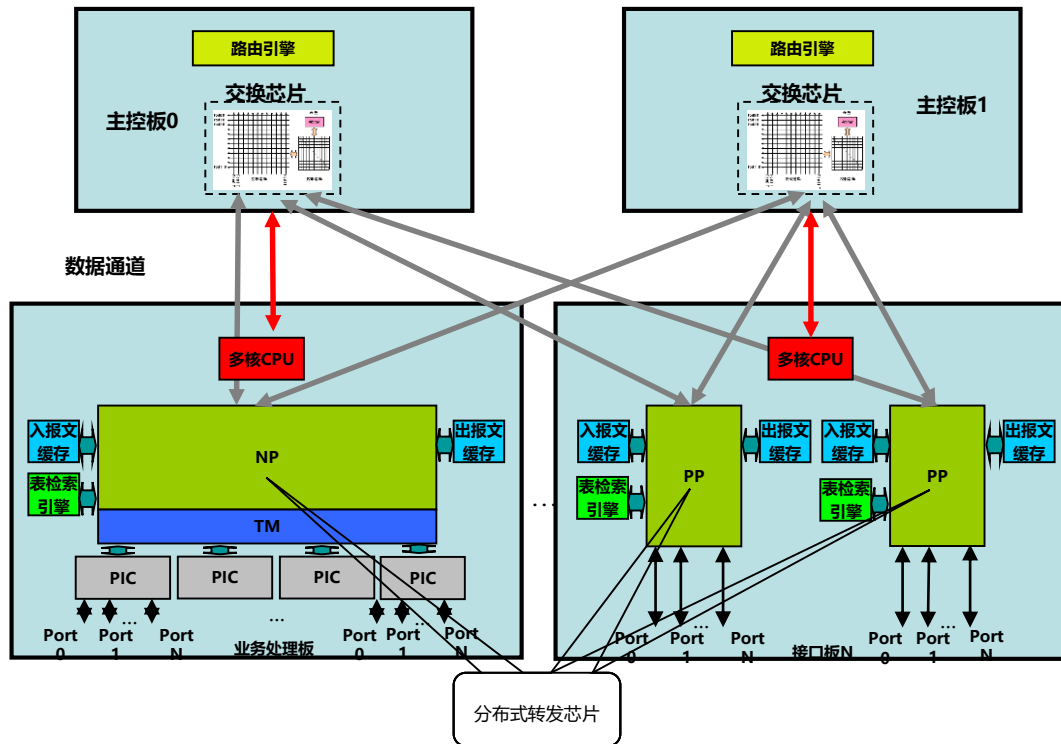 路由引擎
交换芯片
主控板0
路由引擎
交换芯片
主控板1
数据通道
多核CPU
多核CPU
入报文
缓存
NP
出报文
缓存
表检索
引擎
TM
PIC
PIC
PIC
PIC
...
...
...
..
Port
0
Port
1
Port
N
业务处理板
Port
0
Port
1
Port
N
...
入报文
缓存
PP
出报文
缓存
表检索
引擎
入报文
缓存
PP
出报文
缓存
表检索
引擎
...
...
Port
0
Port
1
Port
N
接口板N
Port
0
Port
1
Port
N
分布式转发芯片